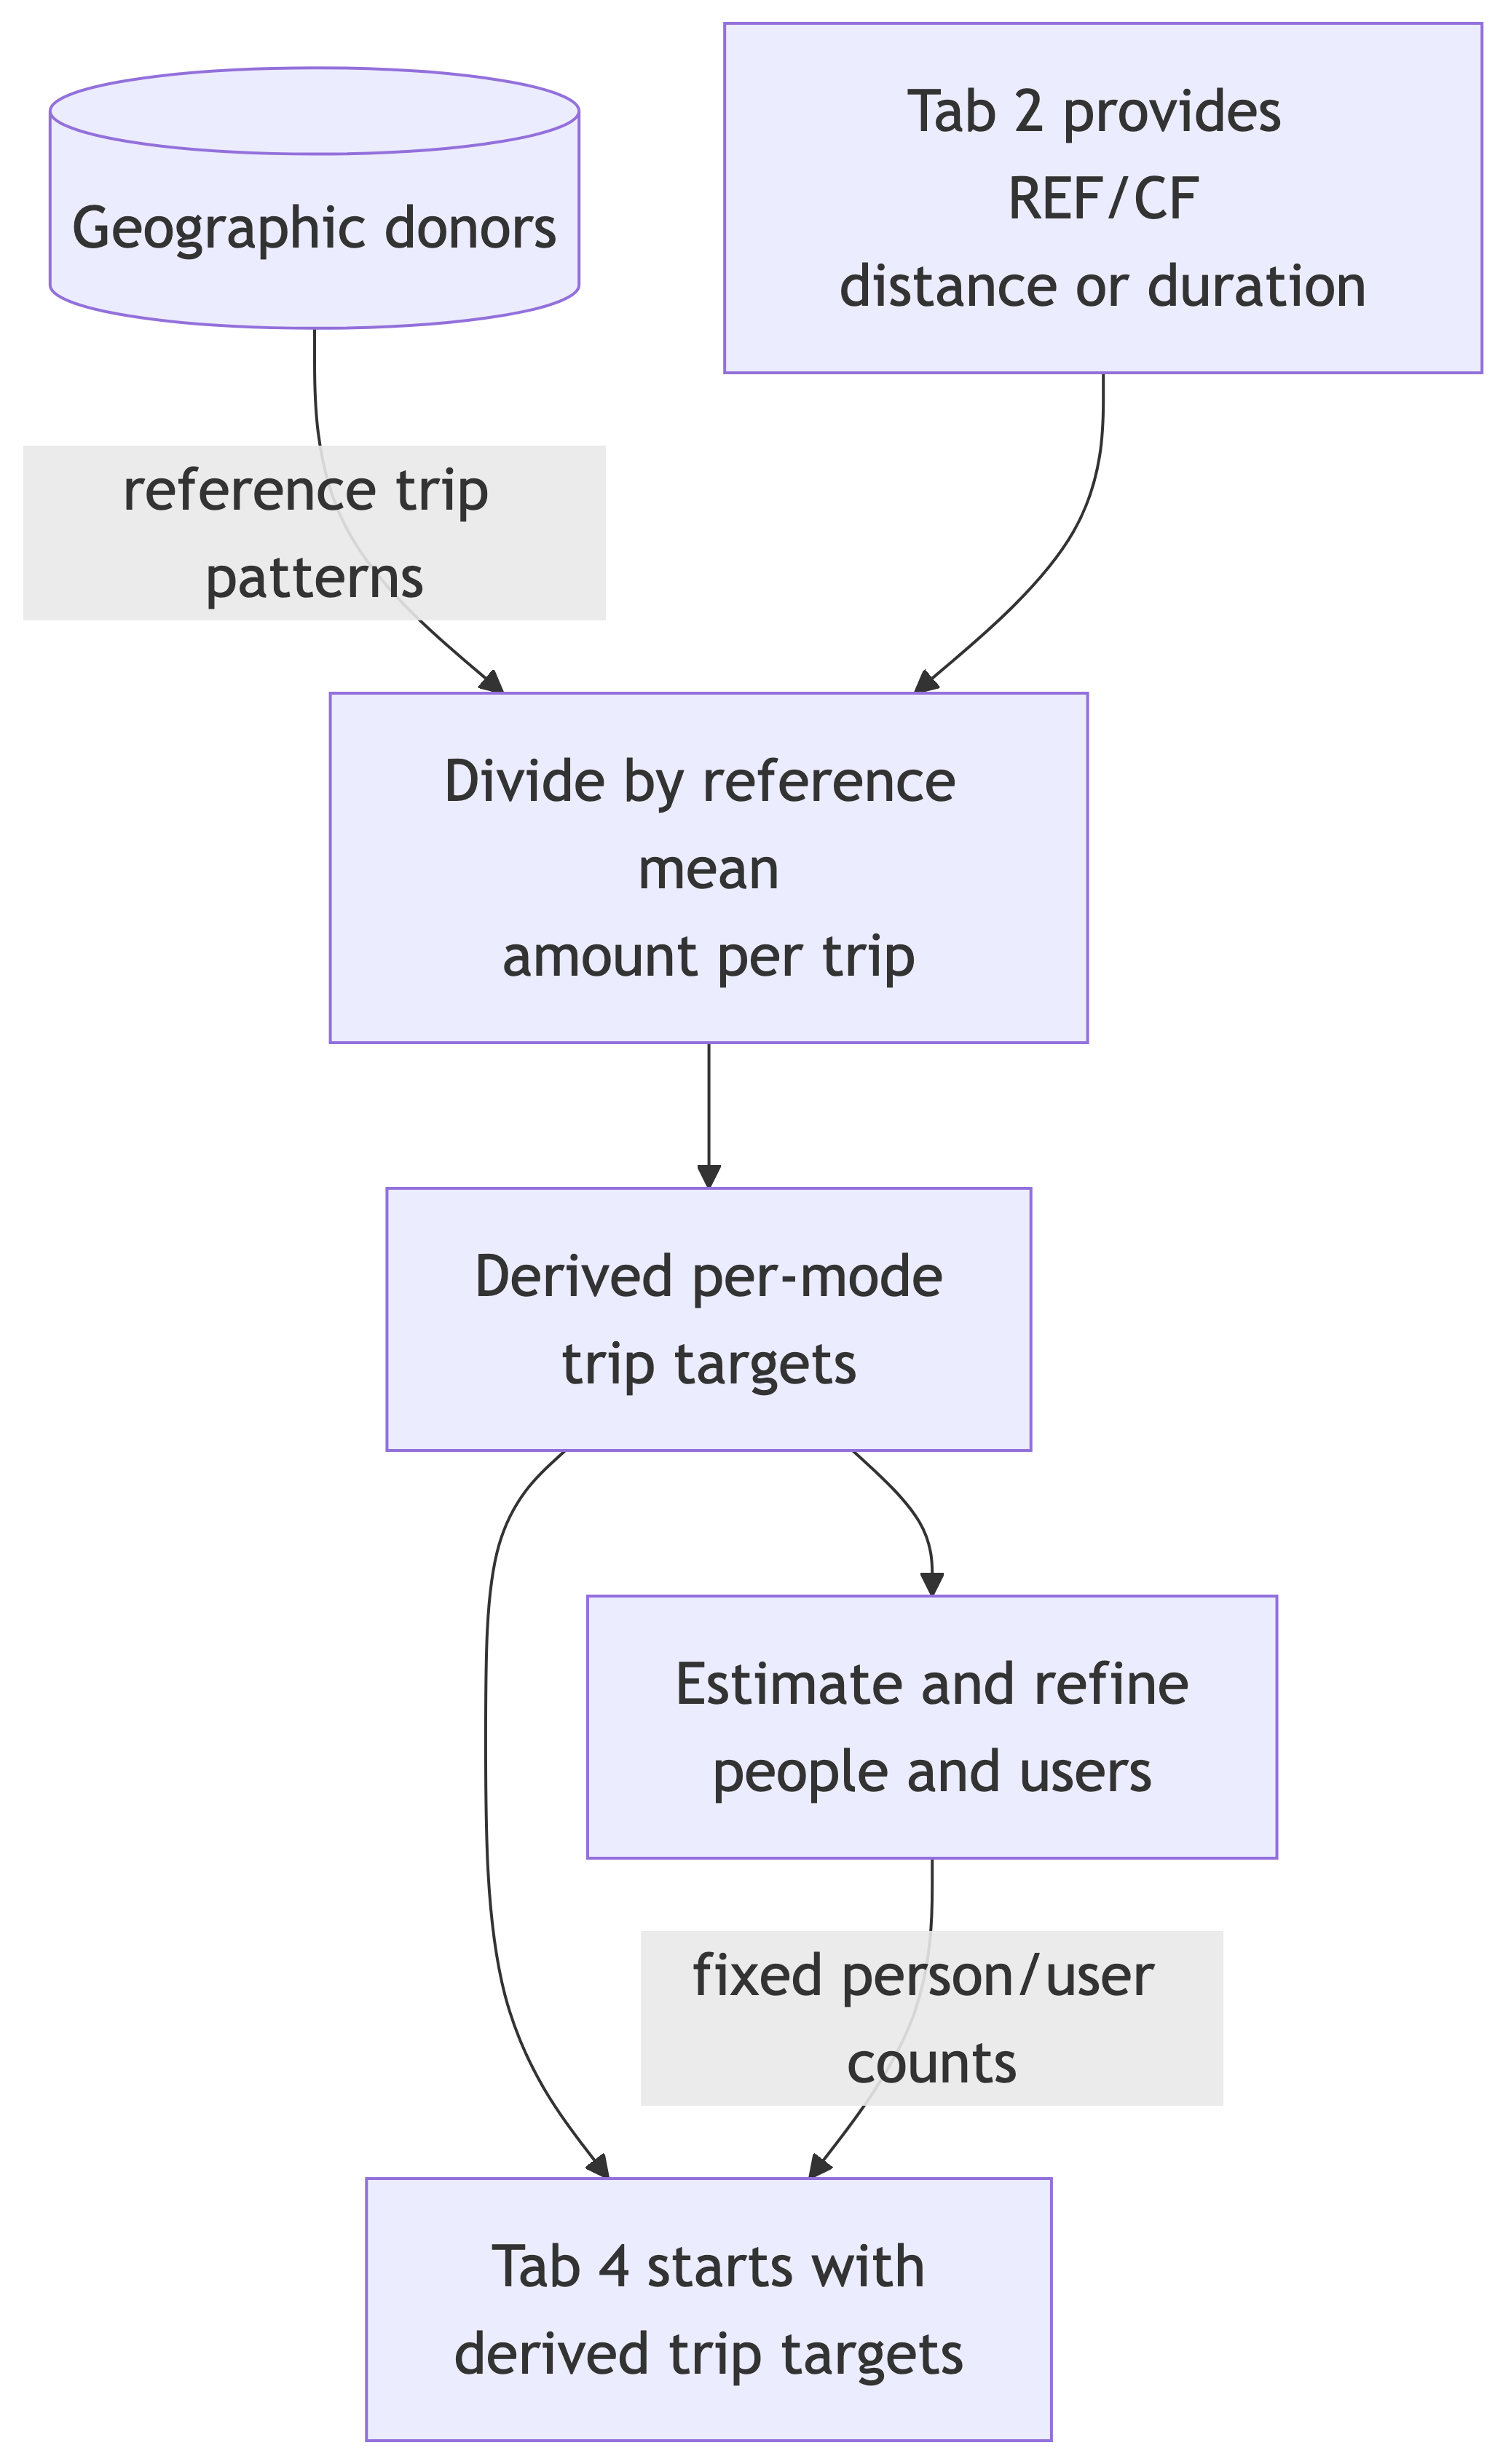 Geographic donors
Tab 2 provides
REF/CF
distance or duration
reference trip
patterns
Divide by reference
mean
amount per trip
Derived per-mode
trip targets
Estimate and refine
people and users
fixed person/user
counts
Tab 4 starts with
derived trip targets